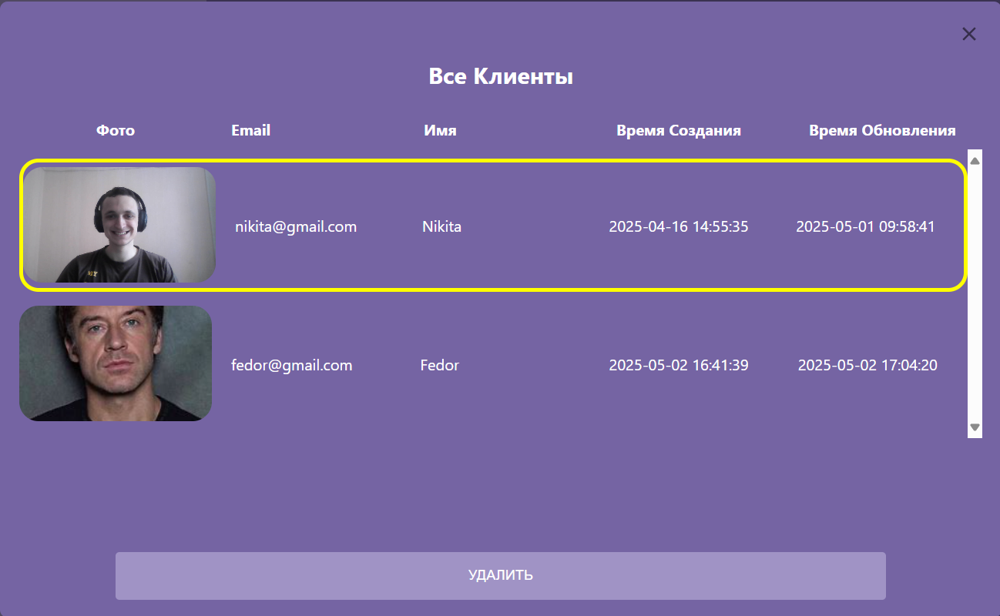 Все Клиенты
Фото Email Имя Время Создания Время Обновления
nikita@gmail.com Nikita 2025-04-16 14:55:35 2025-05-01 09:58:41
fedor@gmail.com Fedor 2025-05-02 16:41:39 2025-05-02 17:04:20
УДАЛИТЬ